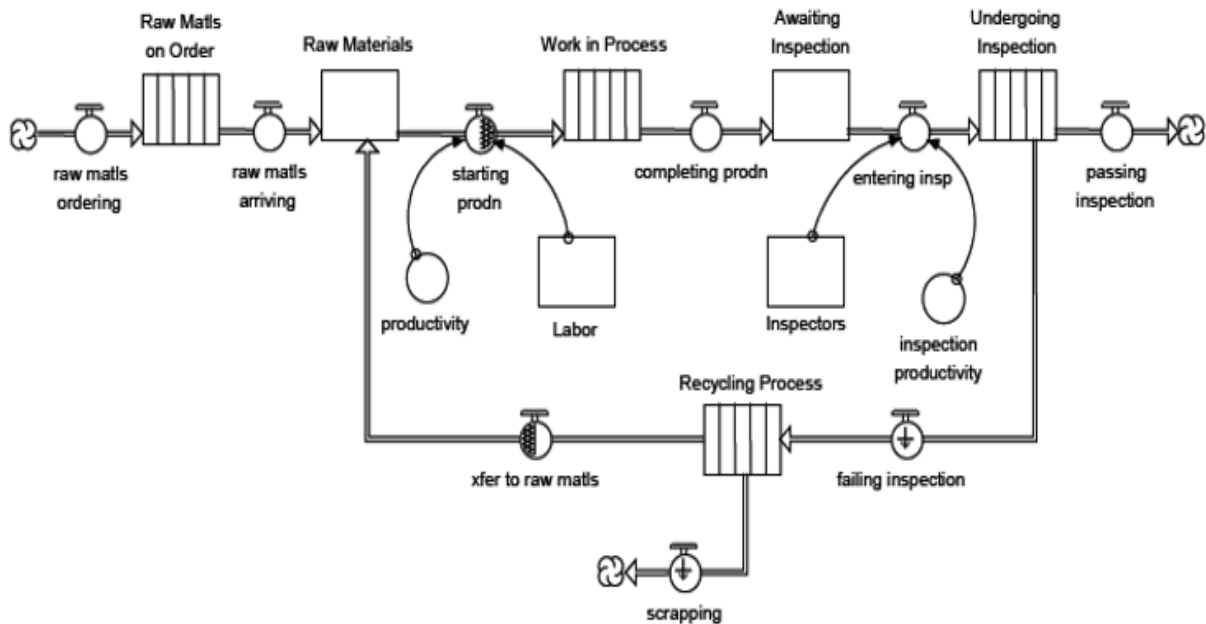 Raw Matls
on Order
Raw Materials
Work in Process
Awaiting
Inspection
Undergoing
Inspection
raw matls
ordering
raw matls
arriving
starting
prodn
completing prodn
entering insp
passing
inspection
productivity
Labor
Inspectors
inspection
productivity
Recycling Process
xfer to raw matls
failing inspection
scrapping